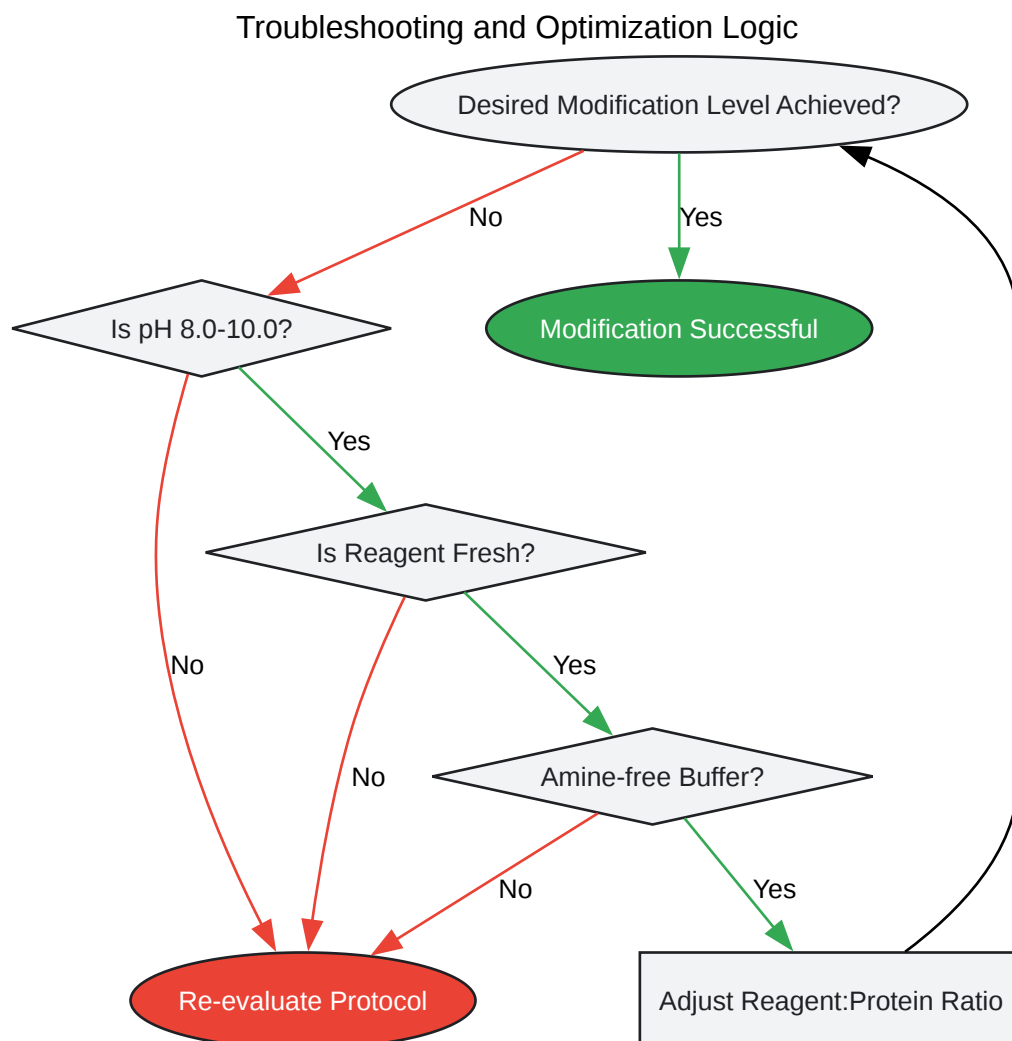 Troubleshooting and Optimization Logic
Desired Modification Level Achieved?
No
Yes
Is pH 8.0-10.0?
Modification Successful
Yes
Is Reagent Fresh?
No
Yes
No
Amine-free Buffer?
No
Yes
Re-evaluate Protocol
Adjust Reagent:Protein Ratio